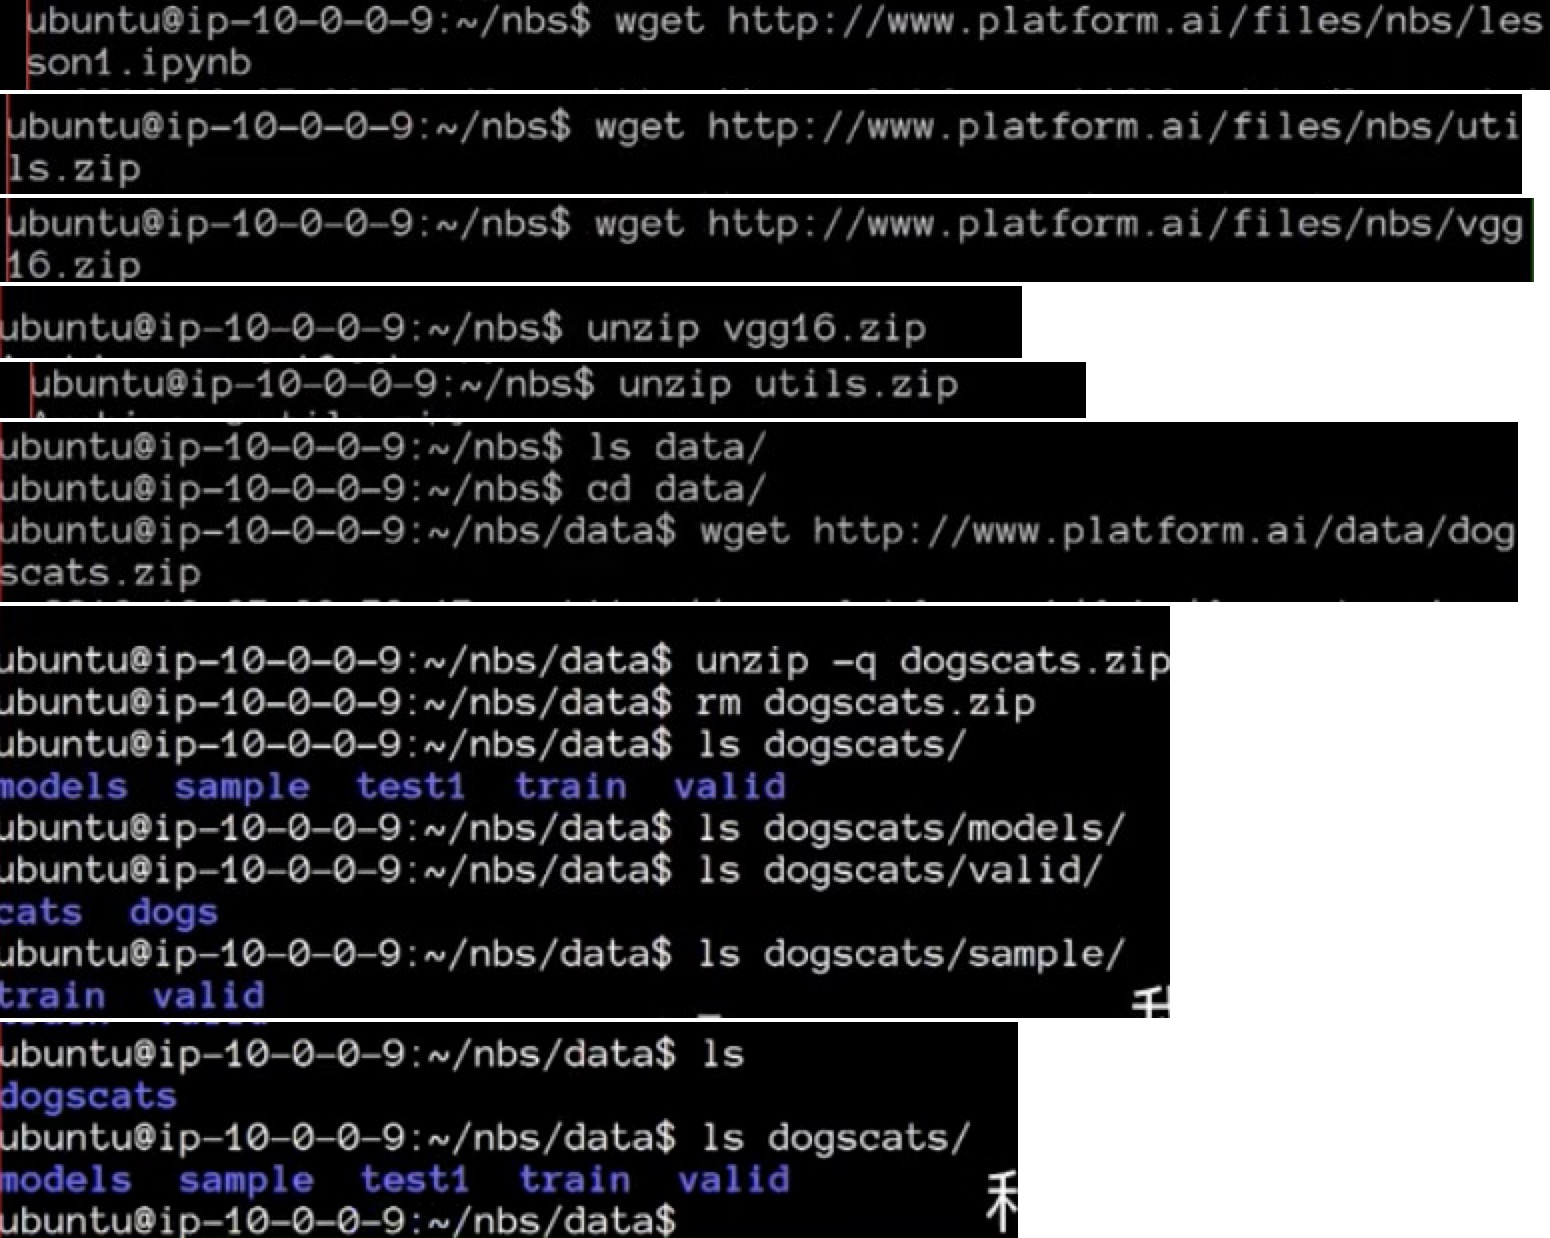 ubuntu@ip-10-0-0-9:~/nbs$ wget http://www.platform.ai/files/nbs/les
son1.ipynb
ubuntu@ip-10-0-0-9:~/nbs$ wget http://www.platform.ai/files/nbs/uti
ls.zip
ubuntu@ip-10-0-0-9:~/nbs$ wget http://www.platform.ai/files/nbs/vgg
16.zip
ubuntu@ip-10-0-0-9:~/nbs$ unzip vgg16.zip
ubuntu@ip-10-0-0-9:~/nbs$ unzip utils.zip
ubuntu@ip-10-0-0-9:~/nbs$ ls data/
ubuntu@ip-10-0-0-9:~/nbs$ cd data/
ubuntu@ip-10-0-0-9:~/nbs/data$ wget http://www.platform.ai/data/dog
scats.zip
ubuntu@ip-10-0-0-9:~/nbs/data$ unzip -q dogscats.zip
ubuntu@ip-10-0-0-9:~/nbs/data$ rm dogscats.zip
ubuntu@ip-10-0-0-9:~/nbs/data$ ls dogscats/
models sample test1 train valid
ubuntu@ip-10-0-0-9:~/nbs/data$ ls dogscats/models/
ubuntu@ip-10-0-0-9:~/nbs/data$ ls dogscats/valid/
cats dogs
ubuntu@ip-10-0-0-9:~/nbs/data$ ls dogscats/sample/
train valid
ubuntu@ip-10-0-0-9:~/nbs/data$ ls
dogscats
ubuntu@ip-10-0-0-9:~/nbs/data$ ls dogscats/
models sample test1 train valid
ubuntu@ip-10-0-0-9:~/nbs/data$